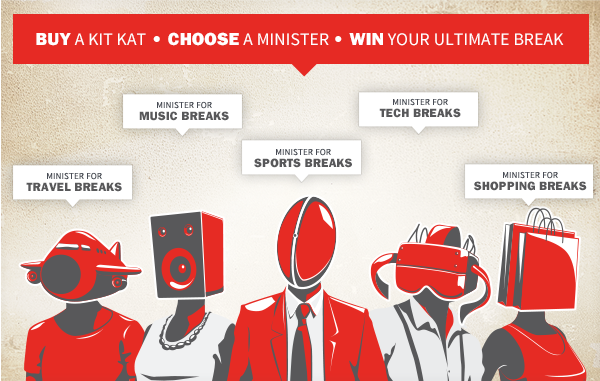 BUY A KIT KAT • CHOOSE A MINISTER • WIN YOUR ULTIMATE BREAK
MINISTER FOR
MUSIC BREAKS
MINISTER FOR
TECH BREAKS
MINISTER FOR
SPORTS BREAKS
MINISTER FOR
TRAVEL BREAKS
MINISTER FOR
SHOPPING BREAKS